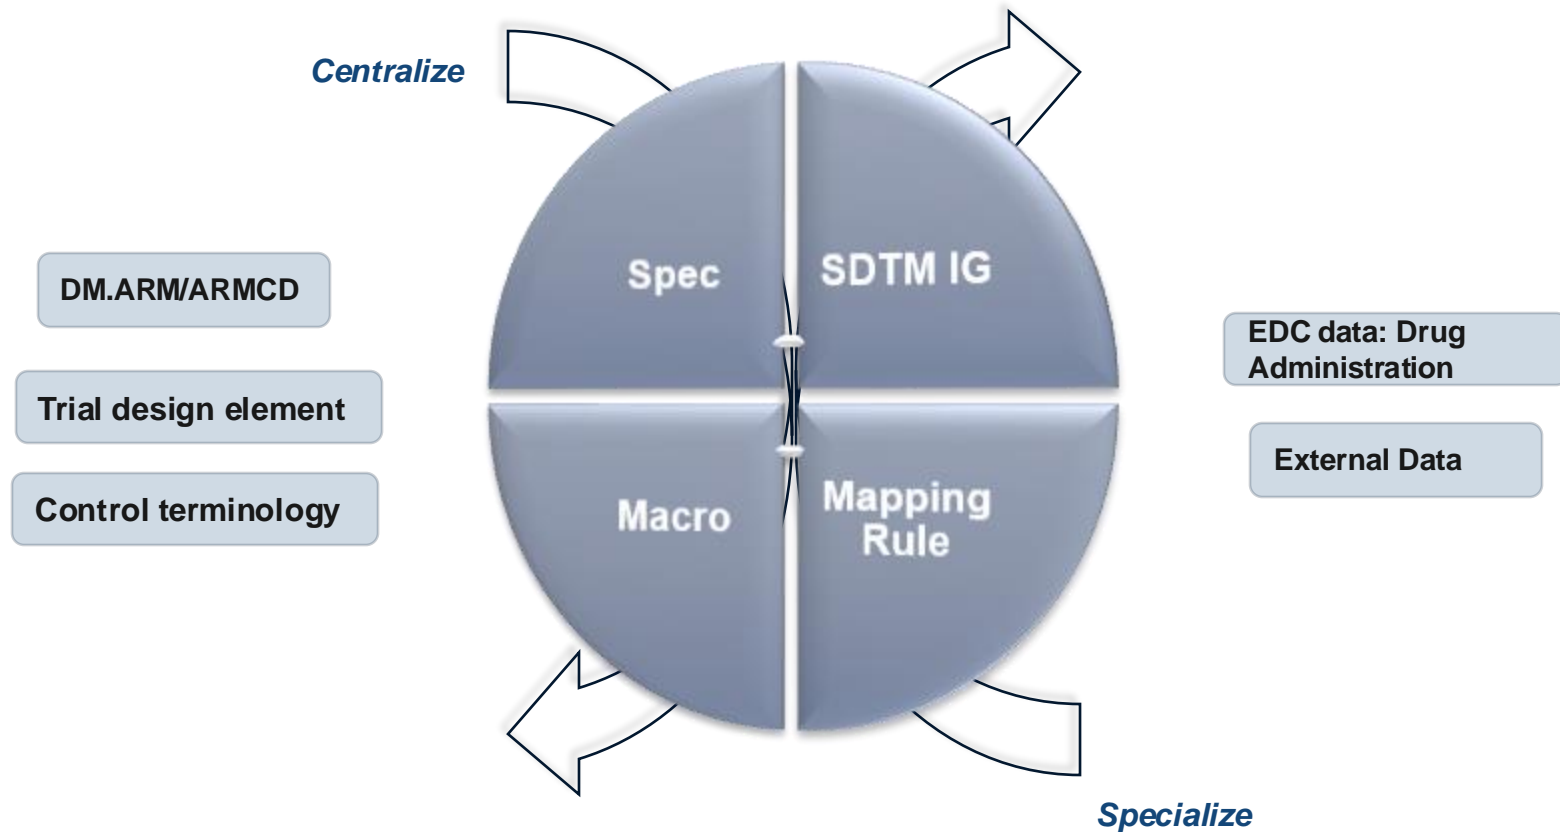 Centralize
Spec
SDTM IG
DM.ARM/ARMCD
Trial design element
Control terminology
EDC data: Drug
Administration
External Data
Macro
Mapping
Rule
Specialize